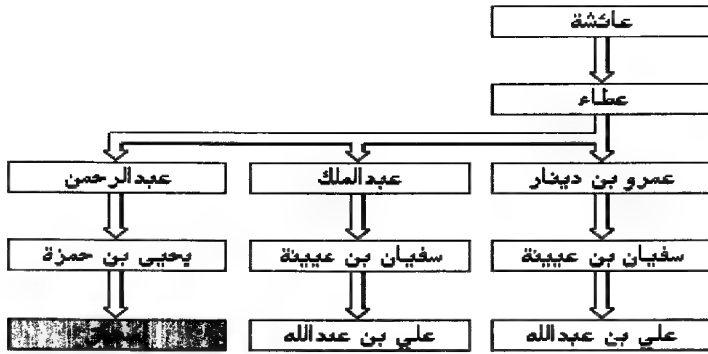 عائشة
عطاء
عمرو بن دينار
عبدالملك
عبدالرحمن
سفيان بن عيينة
سفيان بن عيينة
يحيى بن حمزة
علي بن عبدالله
علي بن عبدالله